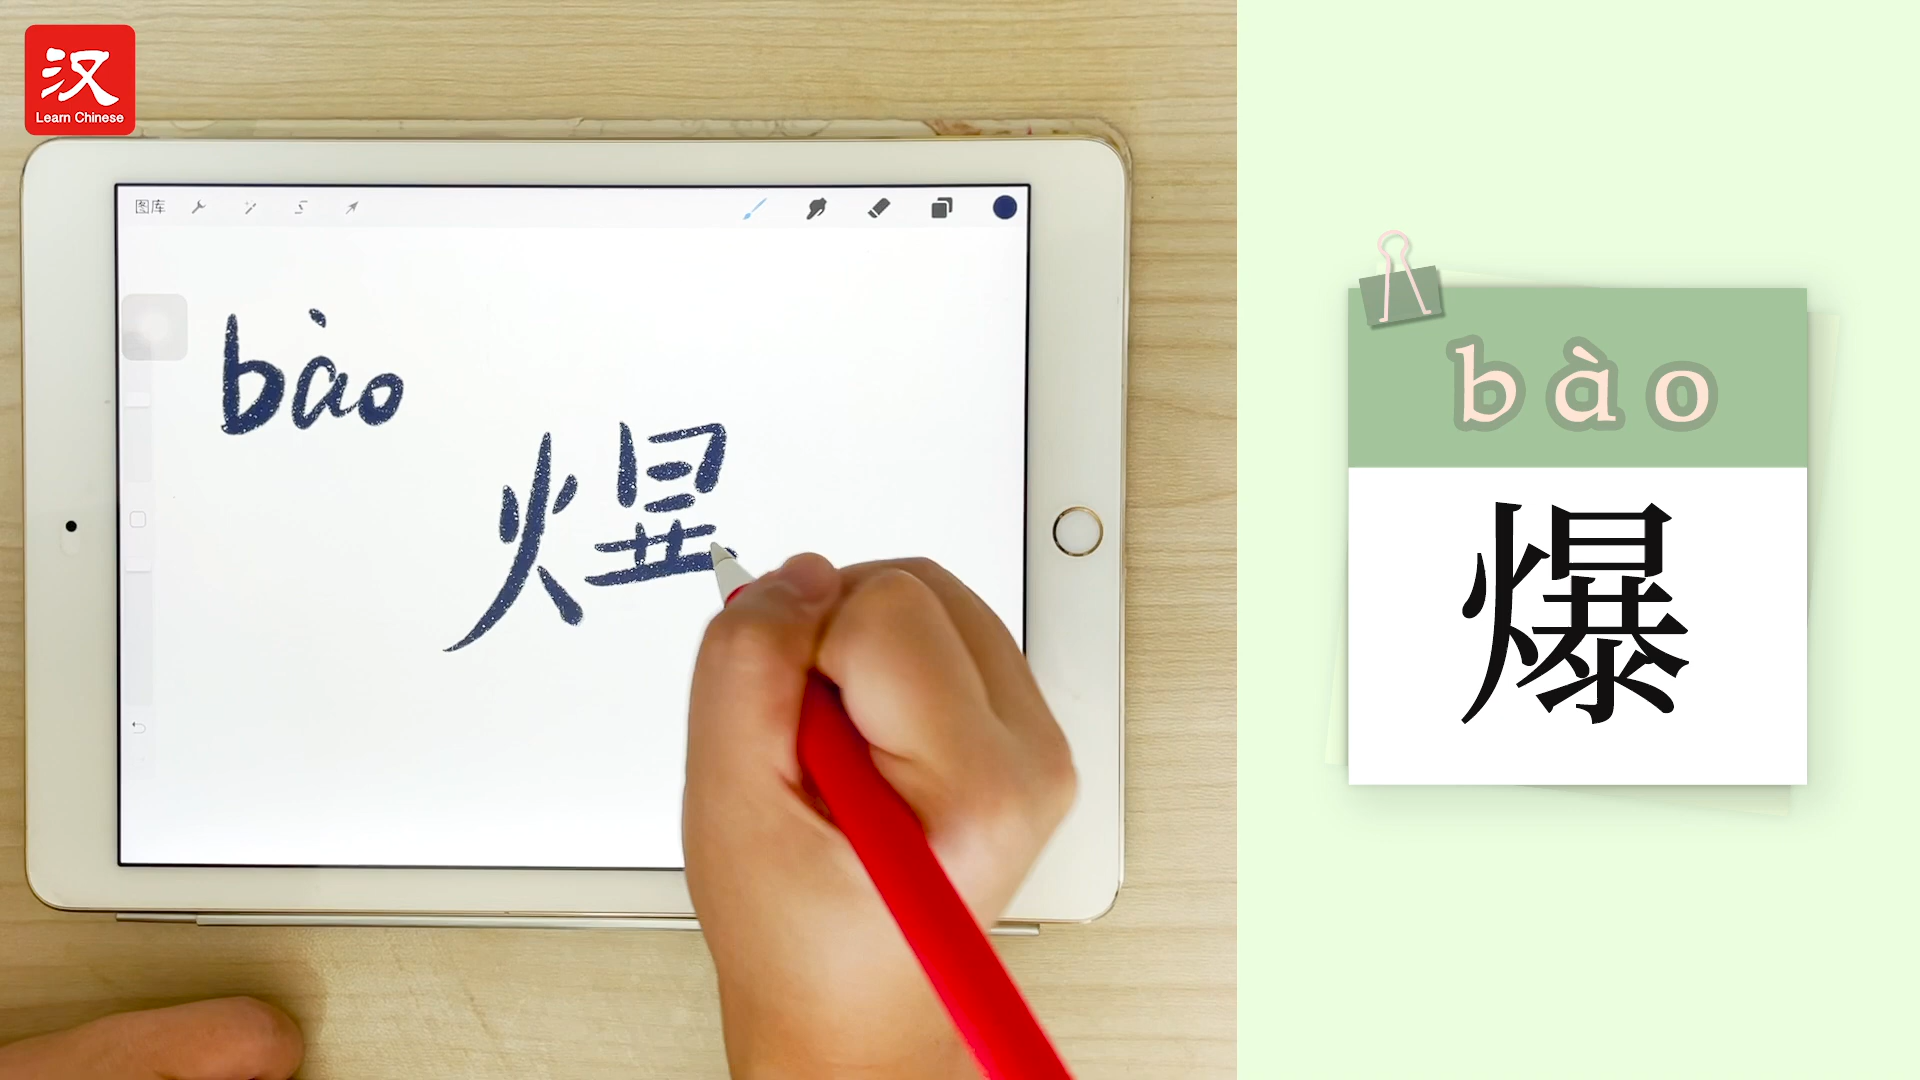 汉
Learn Chinese
图库
bào
bào
爆